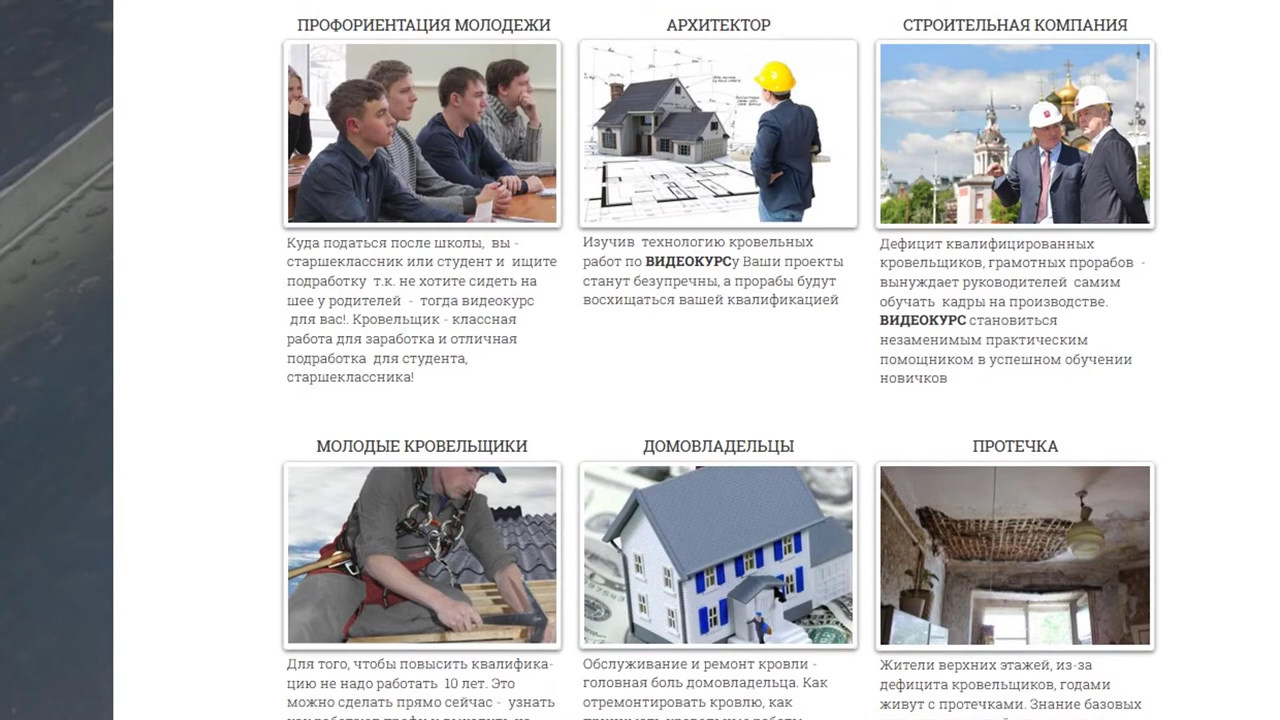 ПРОФОРИЕНТАЦИЯ МОЛОДЕЖИ
Куда податься после школы, вы -
старшеклассник или студент и ищите
подработку т.к. не хотите сидеть на
шее у родителей - тогда видеокурс
для вас!. Кровельщик - классная
работа для заработка и отличная
подработка для студента,
старшеклассника!
АРХИТЕКТОР
Изучив технологию кровельных
работ по ВИДЕОКУРСу Ваши проекты
станут безупречны, а прорабы будут
восхищаться вашей квалификацией
СТРОИТЕЛЬНАЯ КОМПАНИЯ
Дефицит квалифицированных
кровельщиков, грамотных прорабов -
вынуждает руководителей самим
обучать кадры на производстве.
ВИДЕОКУРС становиться
незаменимым практическим
помощником в успешном обучении
новичков
МОЛОДЫЕ КРОВЕЛЬЩИКИ
Для того, чтобы повысить квалифика-
цию не надо работать 10 лет. Это
можно сделать прямо сейчас - узнать
ДОМОВЛАДЕЛЬЦЫ
Обслуживание и ремонт кровли -
головная боль домовладельца. Как
отремонтировать кровлю, как
ПРОТЕЧКА
Жители верхних этажей, из-за
дефицита кровельщиков, годами
живут с протечками. Знание базовых